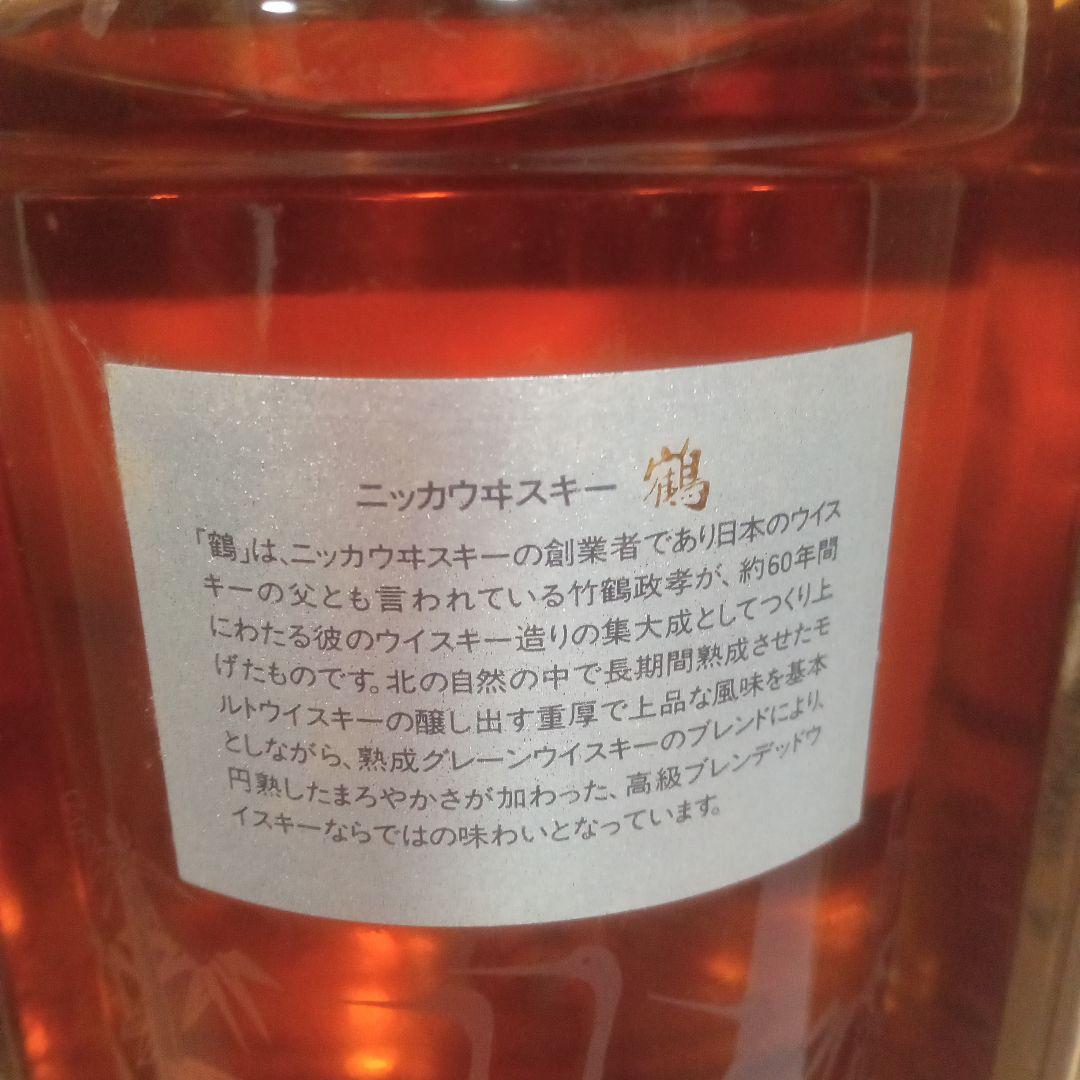 ニッカウヰスキー 鶴
「鶴」は、ニッカウヰスキーの創業者であり日本のウイス
キーの父とも言われている竹鶴政孝が、約60年間
にわたる彼のウイスキー造りの集大成としてつくり上
げたものです。北の自然の中で長期間熟成させたモ
ルトウイスキーの醸し出す重厚で上品な風味を基本
としながら、熟成グレーンウイスキーのブレンドにより、
円熟したまろやかさが加わった、高級ブレンデッドウ
イスキーならではの味わいとなっています。